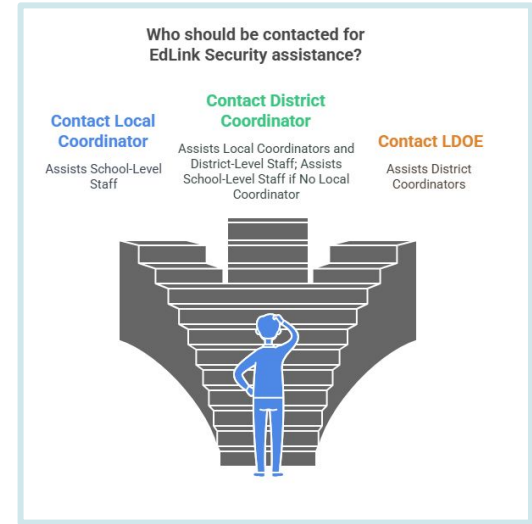 Who should be contacted for
EdLink Security assistance?
Contact Local
Coordinator
Assists School-Level
Staff
Contact District
Coordinator
Assists Local Coordinators and
District-Level Staff; Assists
School-Level Staff if No Local
Coordinator
Contact LDOE
Assists District
Coordinators